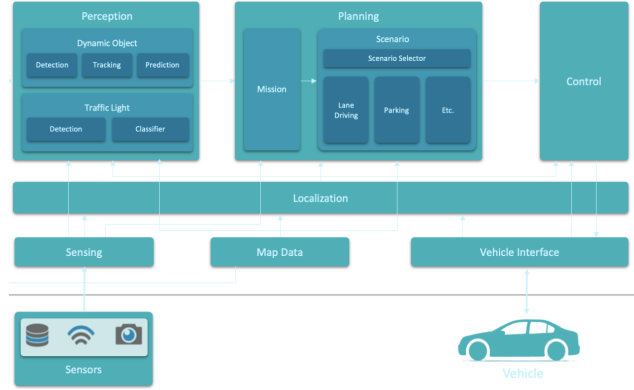 Perception
Dynamic Object
Detection
Tracking
Prediction
Traffic Light
Detection
Classifier
Planning
Mission
Scenario
Scenario Selector
Lane
Driving
Parking
Etc.
Control
Localization
Sensing
Map Data
Vehicle Interface
Sensors
Vehicle